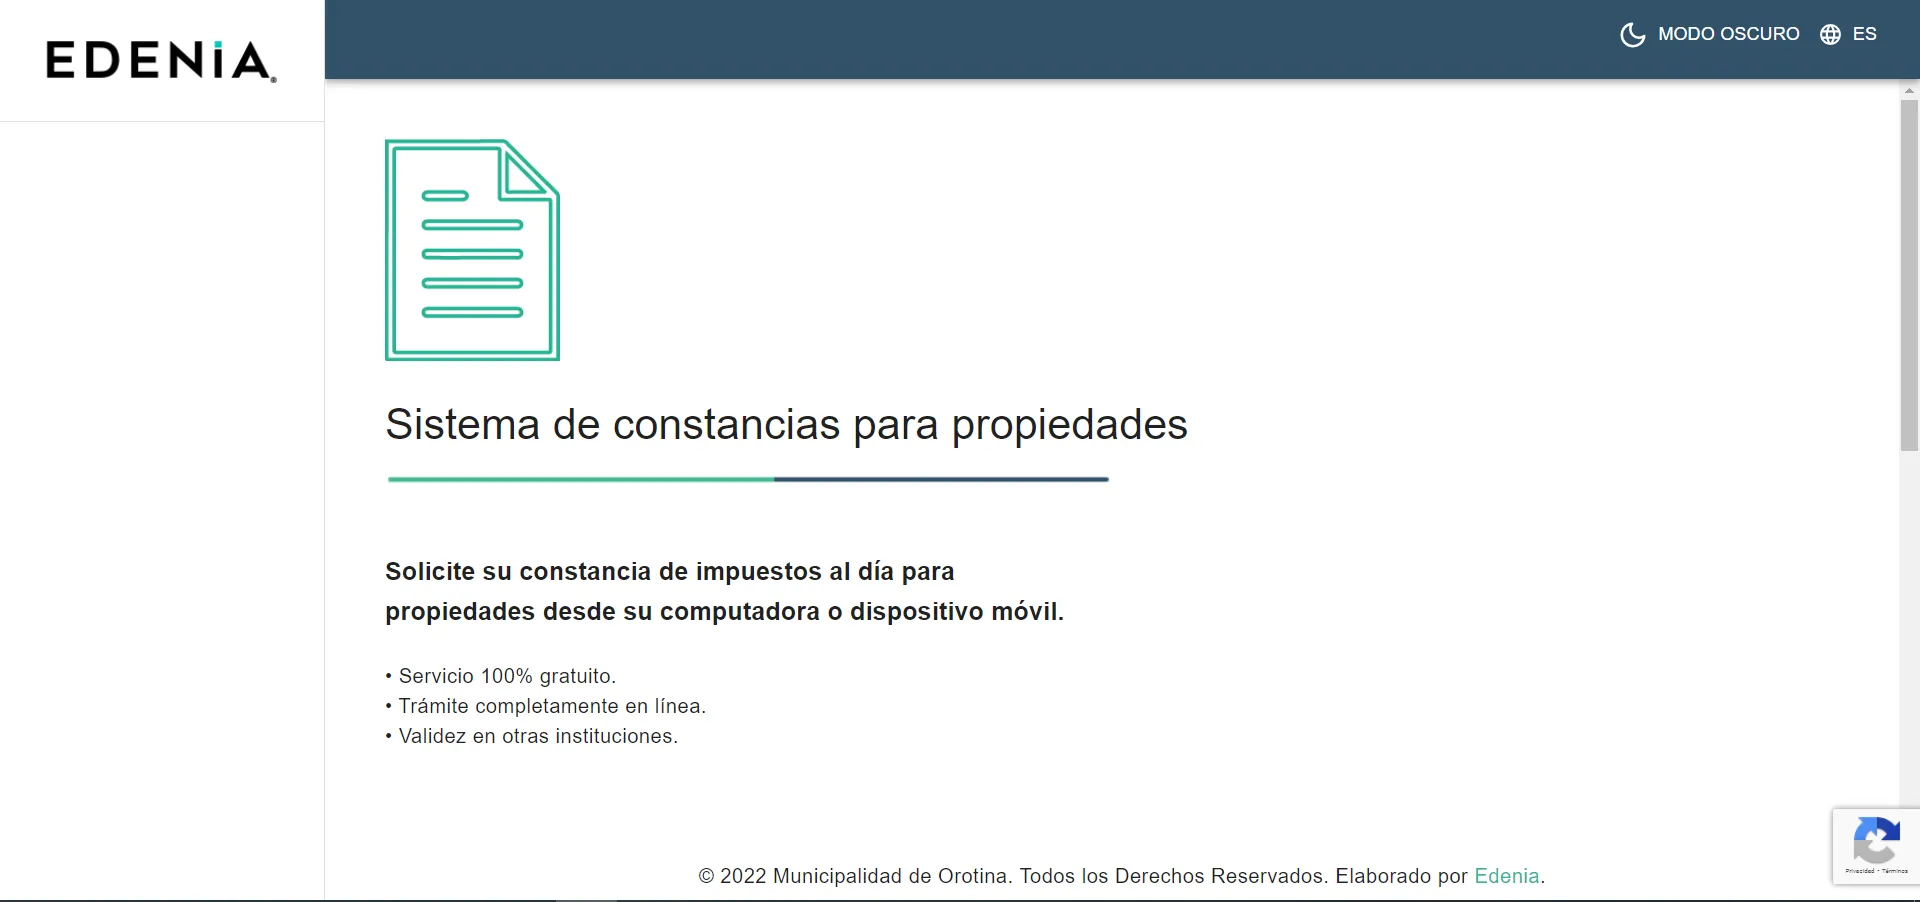 EDENiA®
MODO OSCURO
ES
Sistema de constancias para propiedades
Solicite su constancia de impuestos al día para
propiedades desde su computadora o dispositivo móvil.
• Servicio 100% gratuito.
• Trámite completamente en línea.
• Validez en otras instituciones.
© 2022 Municipalidad de Orotina. Todos los Derechos Reservados. Elaborado por Edenia.
Privacidad - Términos